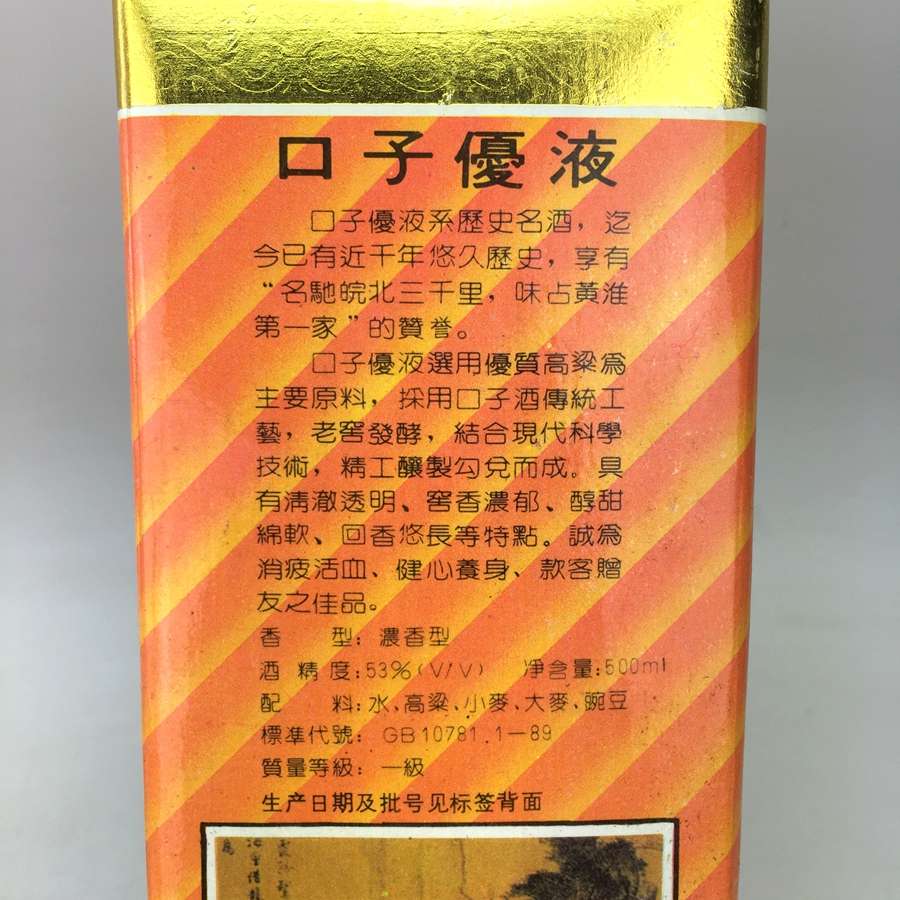 口子優液
口子優液系歷史名酒，迄
今已有近千年悠久歷史，享有
“名馳皖北三千里，味占黃淮
第一家”的贊誉。
口子優液選用優質高粱為
主要原料，採用口子酒傳統工
藝，老窖發酵，結合現代科學
技術，精工釀製勾兌而成。具
有清澈透明、窖香濃郁、醇甜
綿軟、回香悠長等特點。誠為
消疲活血、健心養身、款客贈
友之佳品。
香 型：濃香型
酒精度：53%(V/V) 净含量：500ml
配 料：水、高粱、小麥、大麥、豌豆
標準代號：GB10781.1—89
質量等級：一級
生产日期及批号见标签背面